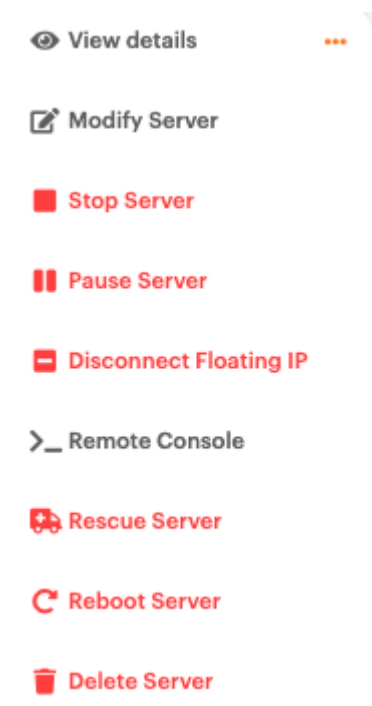 View details
Modify Server
Stop Server
Pause Server
Disconnect Floating IP
Remote Console
Rescue Server
Reboot Server
Delete Server